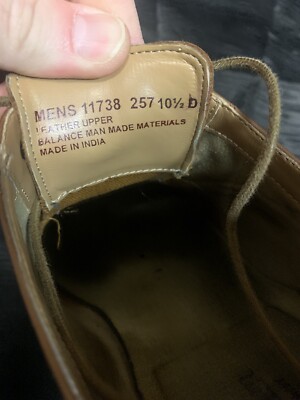 MENS 11738 257 10½ D
LEATHER UPPER
BALANCE MAN MADE MATERIALS
MADE IN INDIA